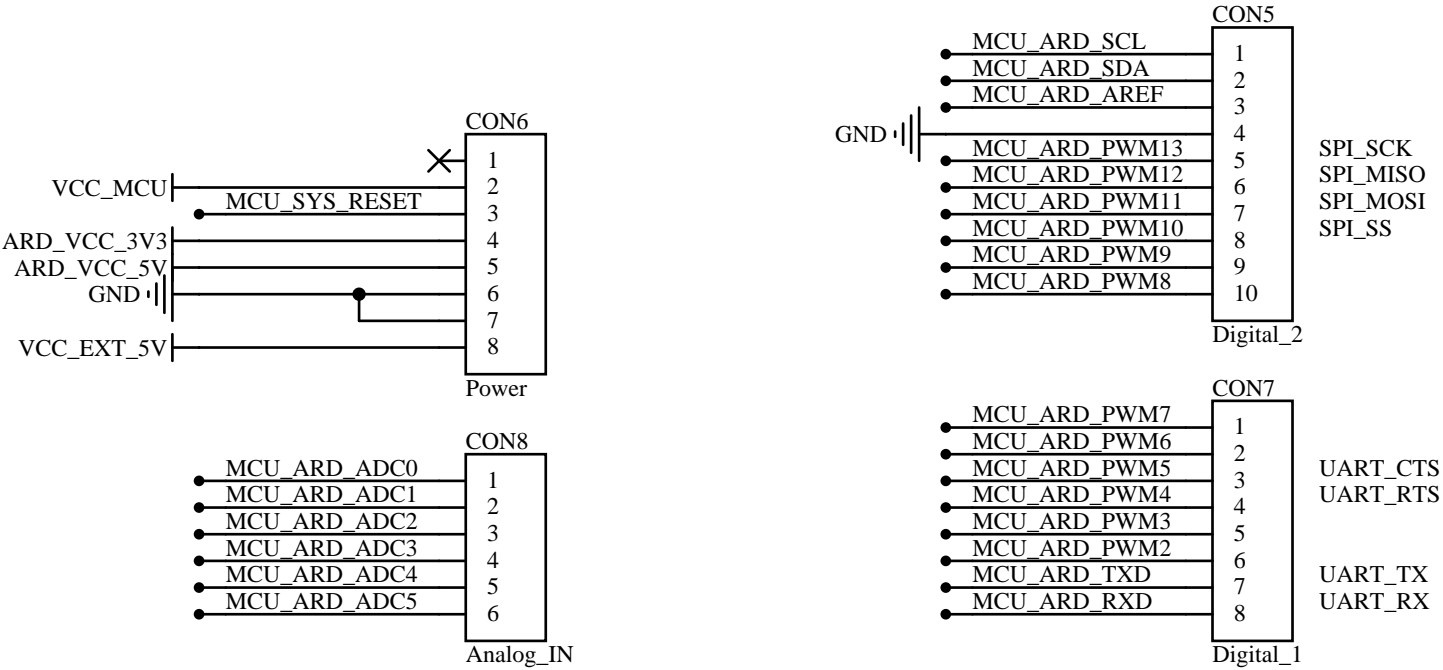 CON6
1
VCC_MCU 2
MCU_SYS_RESET 3
ARD_VCC_3V3 4
ARD_VCC_5V 5
GND 6
7
VCC_EXT_5V 8
Power
CON8
MCU_ARD_ADC0 1
MCU_ARD_ADC1 2
MCU_ARD_ADC2 3
MCU_ARD_ADC3 4
MCU_ARD_ADC4 5
MCU_ARD_ADC5 6
Analog_IN
CON5
MCU_ARD_SCL 1
MCU_ARD_SDA 2
MCU_ARD_AREF 3
GND 4
MCU_ARD_PWM13 5 SPI_SCK
MCU_ARD_PWM12 6 SPI_MISO
MCU_ARD_PWM11 7 SPI_MOSI
MCU_ARD_PWM10 8 SPI_SS
MCU_ARD_PWM9 9
MCU_ARD_PWM8 10
Digital_2
CON7
MCU_ARD_PWM7 1
MCU_ARD_PWM6 2
MCU_ARD_PWM5 3 UART_CTS
MCU_ARD_PWM4 4 UART_RTS
MCU_ARD_PWM3 5
MCU_ARD_PWM2 6
MCU_ARD_TXD 7 UART_TX
MCU_ARD_RXD 8 UART_RX
Digital_1